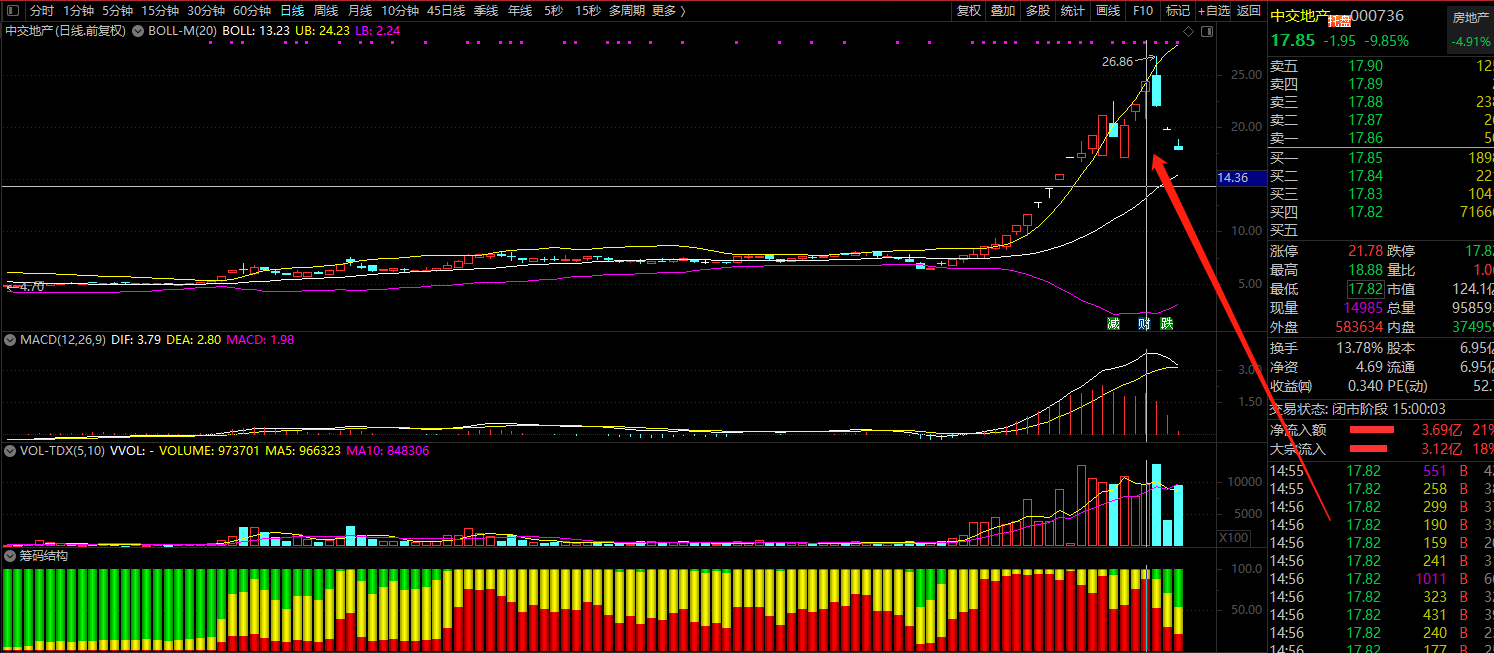 分时 1分钟 5分钟 15分钟 30分钟 60分钟 日线 周线 月线 10分钟 45日线 季线 年线 5秒 15秒 多周期 更多 〉 复权 叠加 多股 统计 画线 F10 标记 +自选 返回
中交地产(日线.前复权) BOLL-M(20) BOLL: 13.23 UB: 24.23 LB: 2.24
26.86
4.70
25.00
20.00
14.36
10.00
5.00
减 财 跌
MACD(12,26,9) DIF: 3.79 DEA: 2.80 MACD: 1.98
3.00
1.50
VOL-TDX(5,10) VVOL: - VOLUME: 973701 MA5: 966323 MA10: 848306
10000
5000
X100
筹码结构
100.0
50.00
中交地产 托盘 000736
17.85 -1.95 -9.85%
房地产
-4.91%
卖五 17.90
卖四 17.89
卖三 17.88
卖二 17.87
卖一 17.86
买一 17.85
买二 17.84
买三 17.83
买四 17.82
买五
涨停 21.78 跌停 17.82
最高 18.88 量比
最低 17.82 市值 124.1亿
现量 14985 总量
外盘 583634 内盘
换手 13.78% 股本 6.95亿
净资 4.69 流通 6.95亿
收益㈣ 0.340 PE(动)
交易状态: 闭市阶段 15:00:03
净流入额 3.69亿 21%
大宗流入 3.12亿 18%
14:55 17.82 551 B
14:55 17.82 258 B
14:56 17.82 299 B
14:56 17.82 190 B
14:56 17.82 159 B
14:56 17.82 241 B
14:56 17.82 1011 B
14:56 17.82 323 B
14:56 17.82 431 B
14:56 17.82 240 B
14:56 17.82 177 B